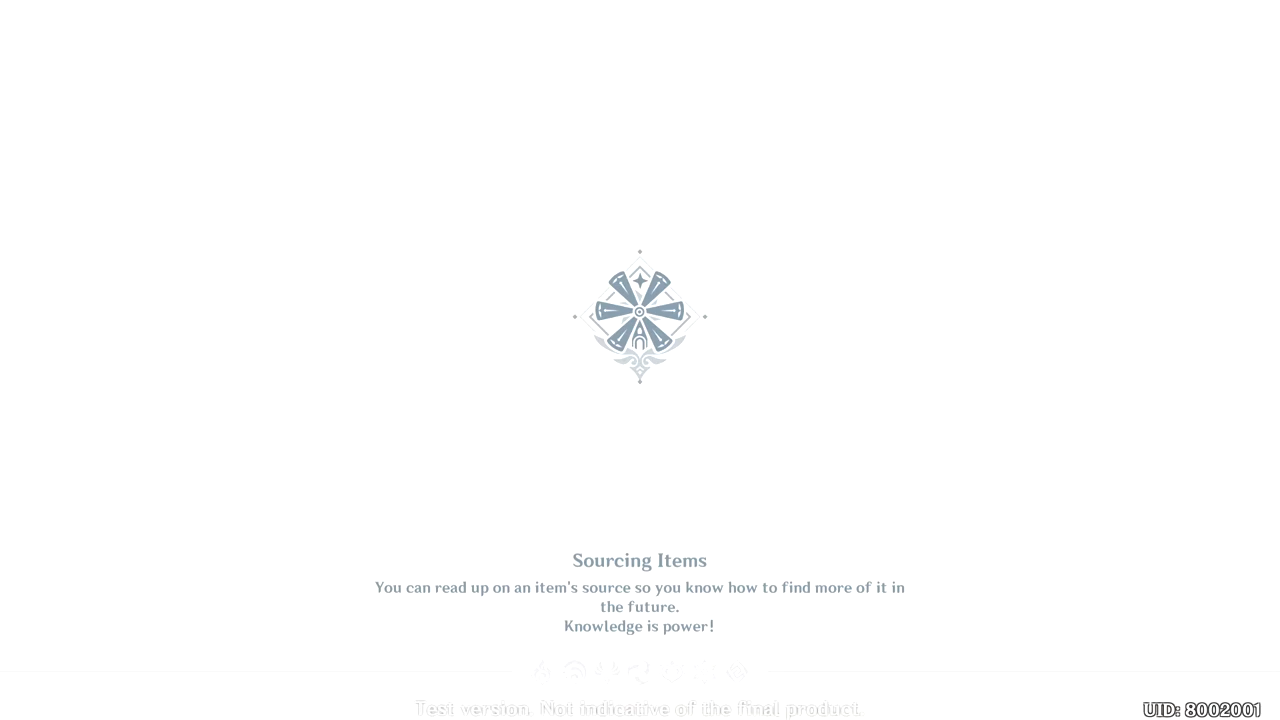 Sourcing Items
You can read up on an item's source so you know how to find more of it in
the future.
Knowledge is power!
Test version. Not indicative of the final product.
UID: 8002001